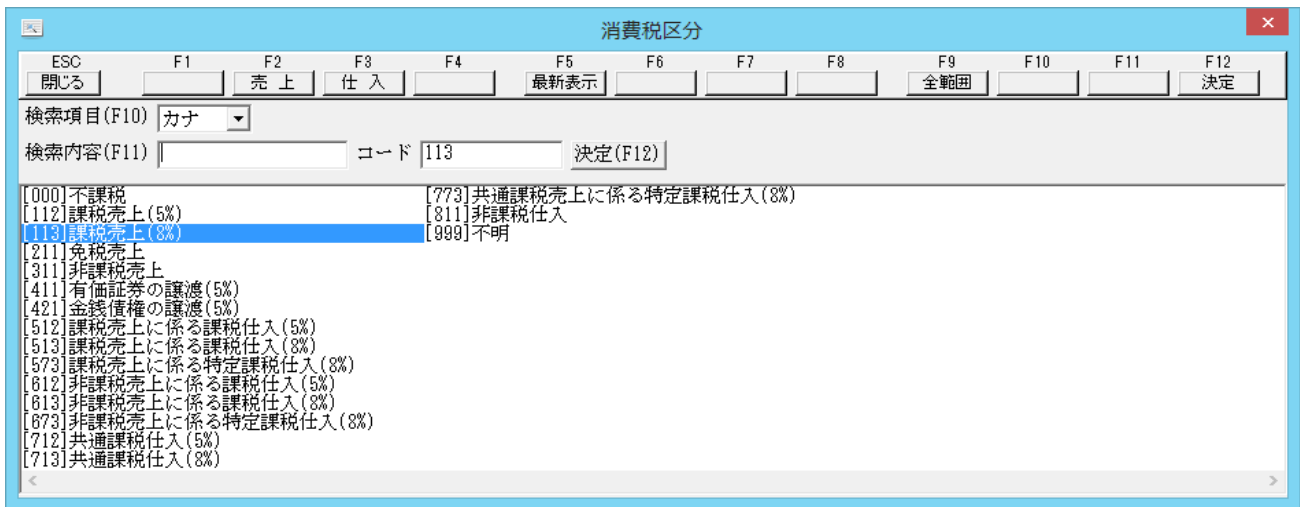 消費税区分
ESC F1 F2 F3 F4 F5 F6 F7 F8 F9 F10 F11 F12
閉じる 売上 仕入 最新表示 全範囲 決定
検索項目(F10) カナ
検索内容(F11) コード 113 決定(F12)
[000]不課税
[112]課税売上(5%)
[113]課税売上(8%)
[211]免税売上
[311]非課税売上
[411]有価証券の譲渡(5%)
[421]金銭債権の譲渡(5%)
[512]課税売上に係る課税仕入(5%)
[513]課税売上に係る課税仕入(8%)
[573]課税売上に係る特定課税仕入(8%)
[612]非課税売上に係る課税仕入(5%)
[613]非課税売上に係る課税仕入(8%)
[673]非課税売上に係る特定課税仕入(8%)
[712]共通課税仕入(5%)
[713]共通課税仕入(8%)
[773]共通課税売上に係る特定課税仕入(8%)
[811]非課税仕入
[999]不明